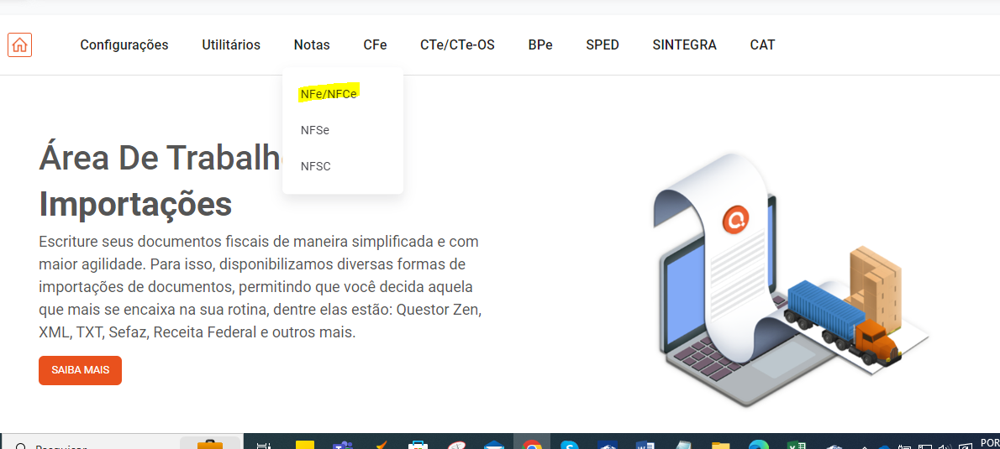 Configurações Utilitários Notas CFe CTe/CTe-OS BPe SPED SINTEGRA CAT
NFe/NFCe
NFSe
NFSC
Área De Trabalh
Importações
Escriture seus documentos fiscais de maneira simplificada e com
maior agilidade. Para isso, disponibilizamos diversas formas de
importações de documentos, permitindo que você decida aquela
que mais se encaixa na sua rotina, dentre elas estão: Questor Zen,
XML, TXT, Sefaz, Receita Federal e outros mais.
SAIBA MAIS
Pesquisar
POR